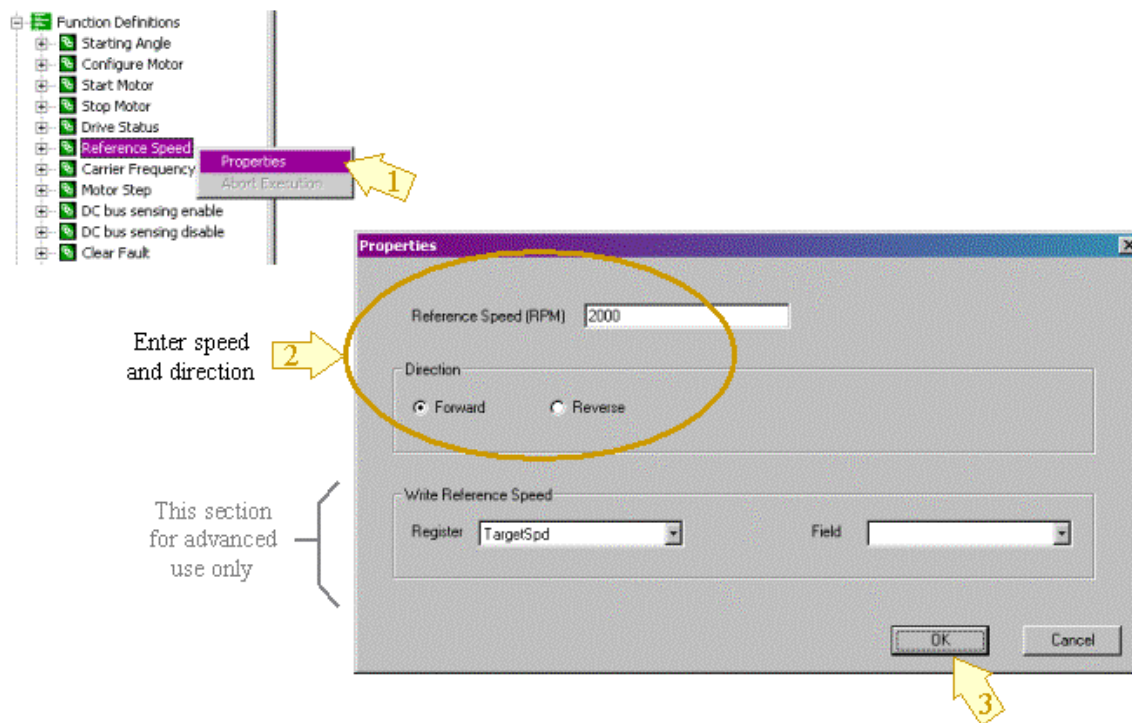 Function Definitions
Starting Angle
Configure Motor
Start Motor
Stop Motor
Drive Status
Reference Speed
Properties
1
Carrier Frequency
Abort Execution
Motor Step
DC bus sensing enable
DC bus sensing disable
Clear Fault
Properties
Reference Speed (RPM) 2000
Enter speed
and direction
2
Direction
Forward Reverse
This section
for advanced
use only
Write Reference Speed
Register TargetSpd Field
OK Cancel
3